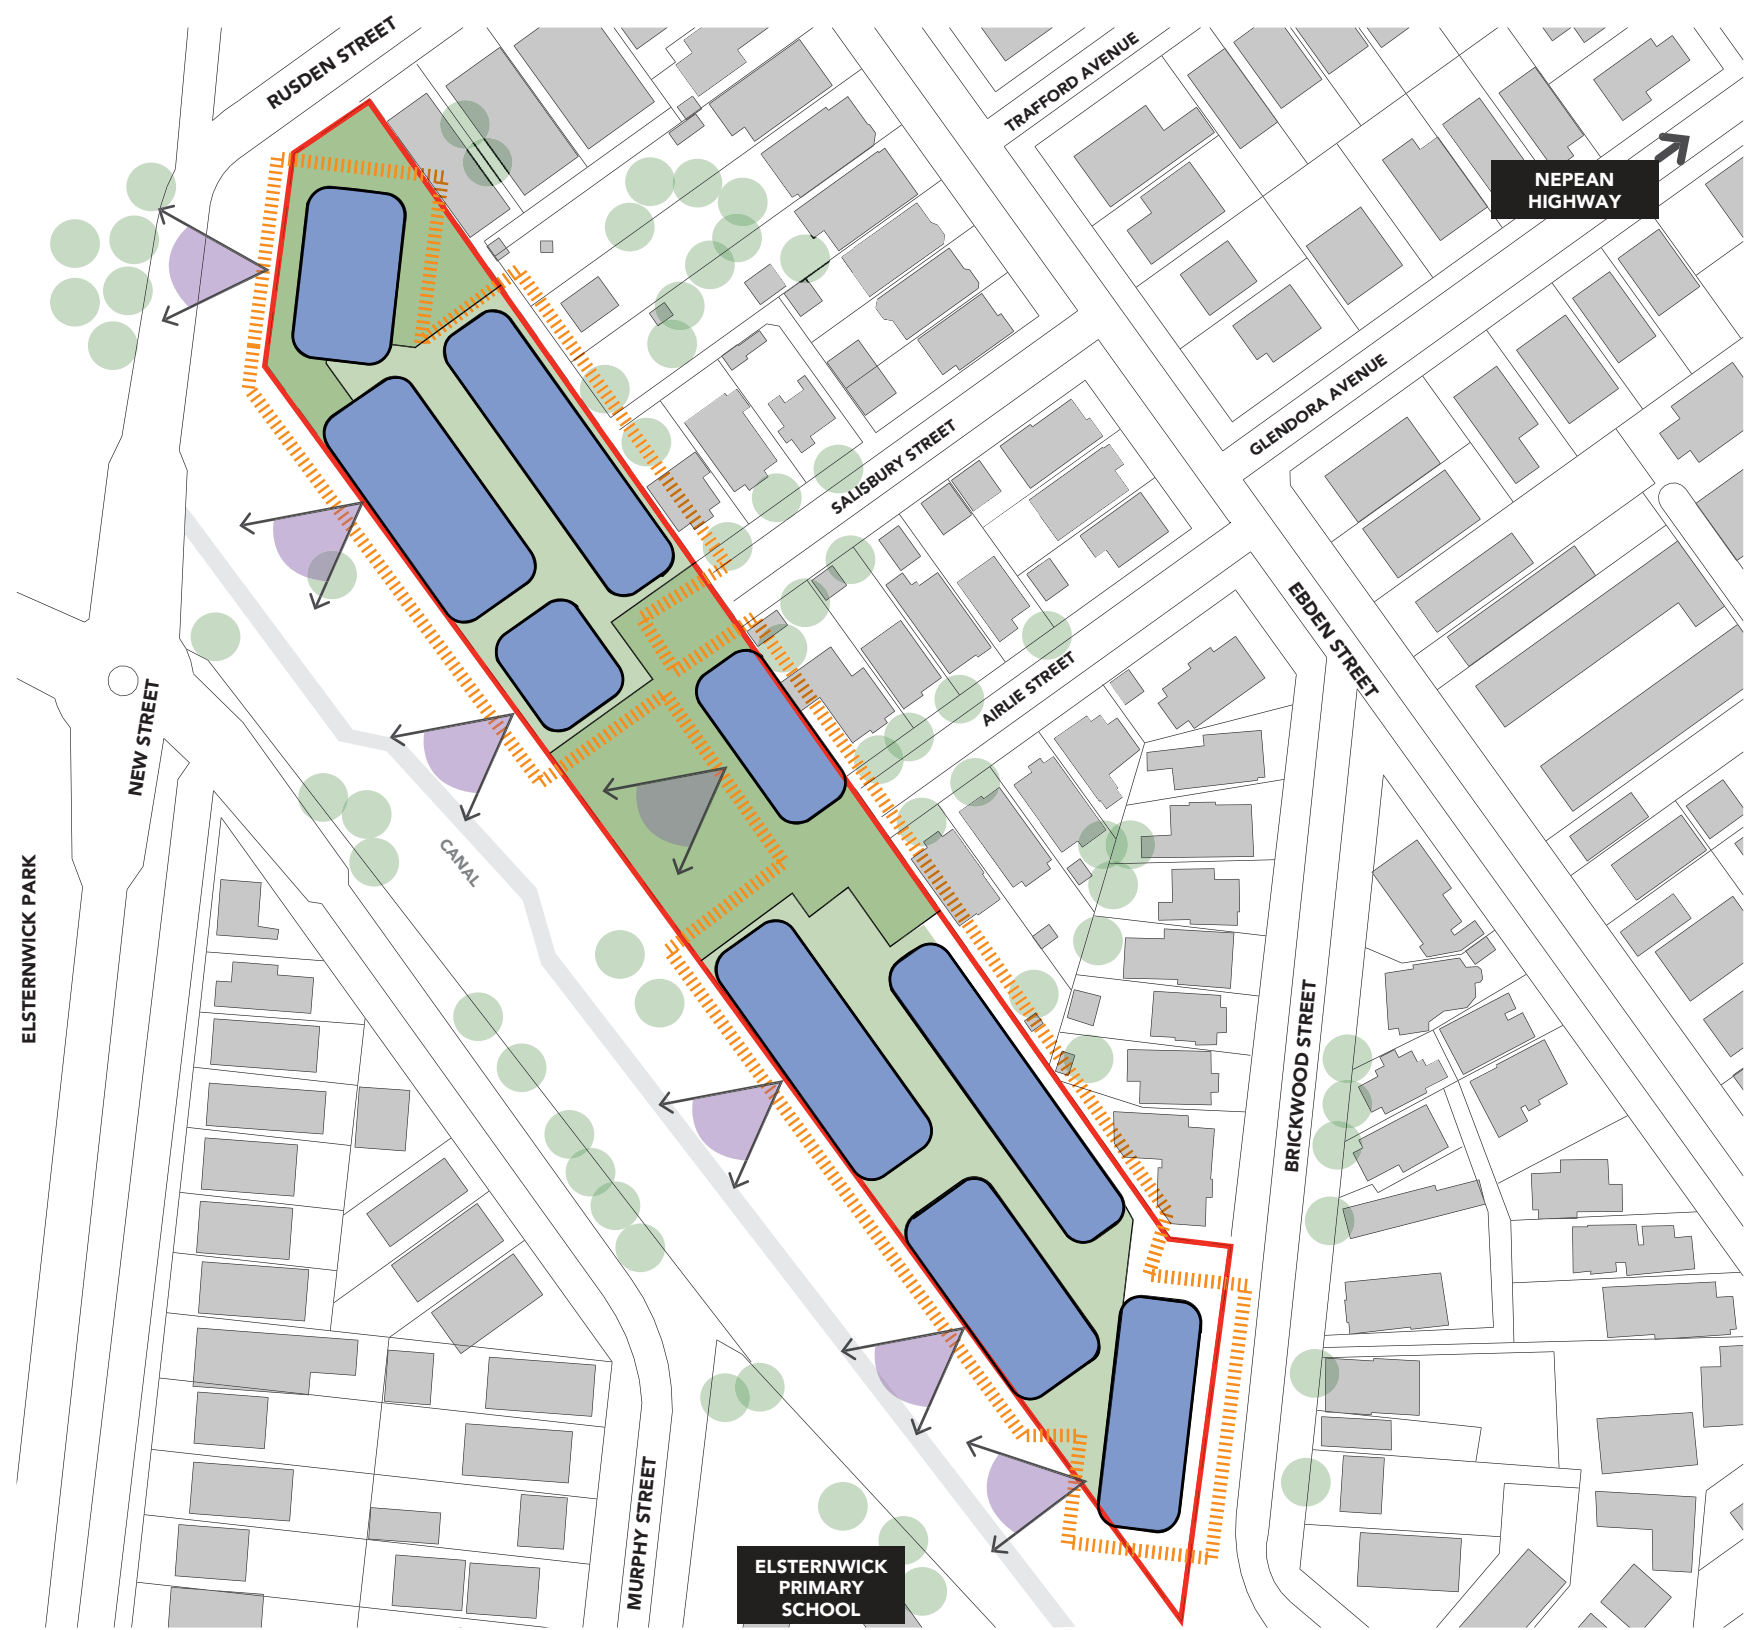 RUSDEN STREET
TRAFFORD AVENUE
NEPEAN
HIGHWAY
GLENDORA AVENUE
SALISBURY STREET
EBDEN STREET
AIRLIE STREET
NEW STREET
CANAL
ELSTERNWICK PARK
BRICKWOOD STREET
MURPHY STREET
ELSTERNWICK
PRIMARY
SCHOOL